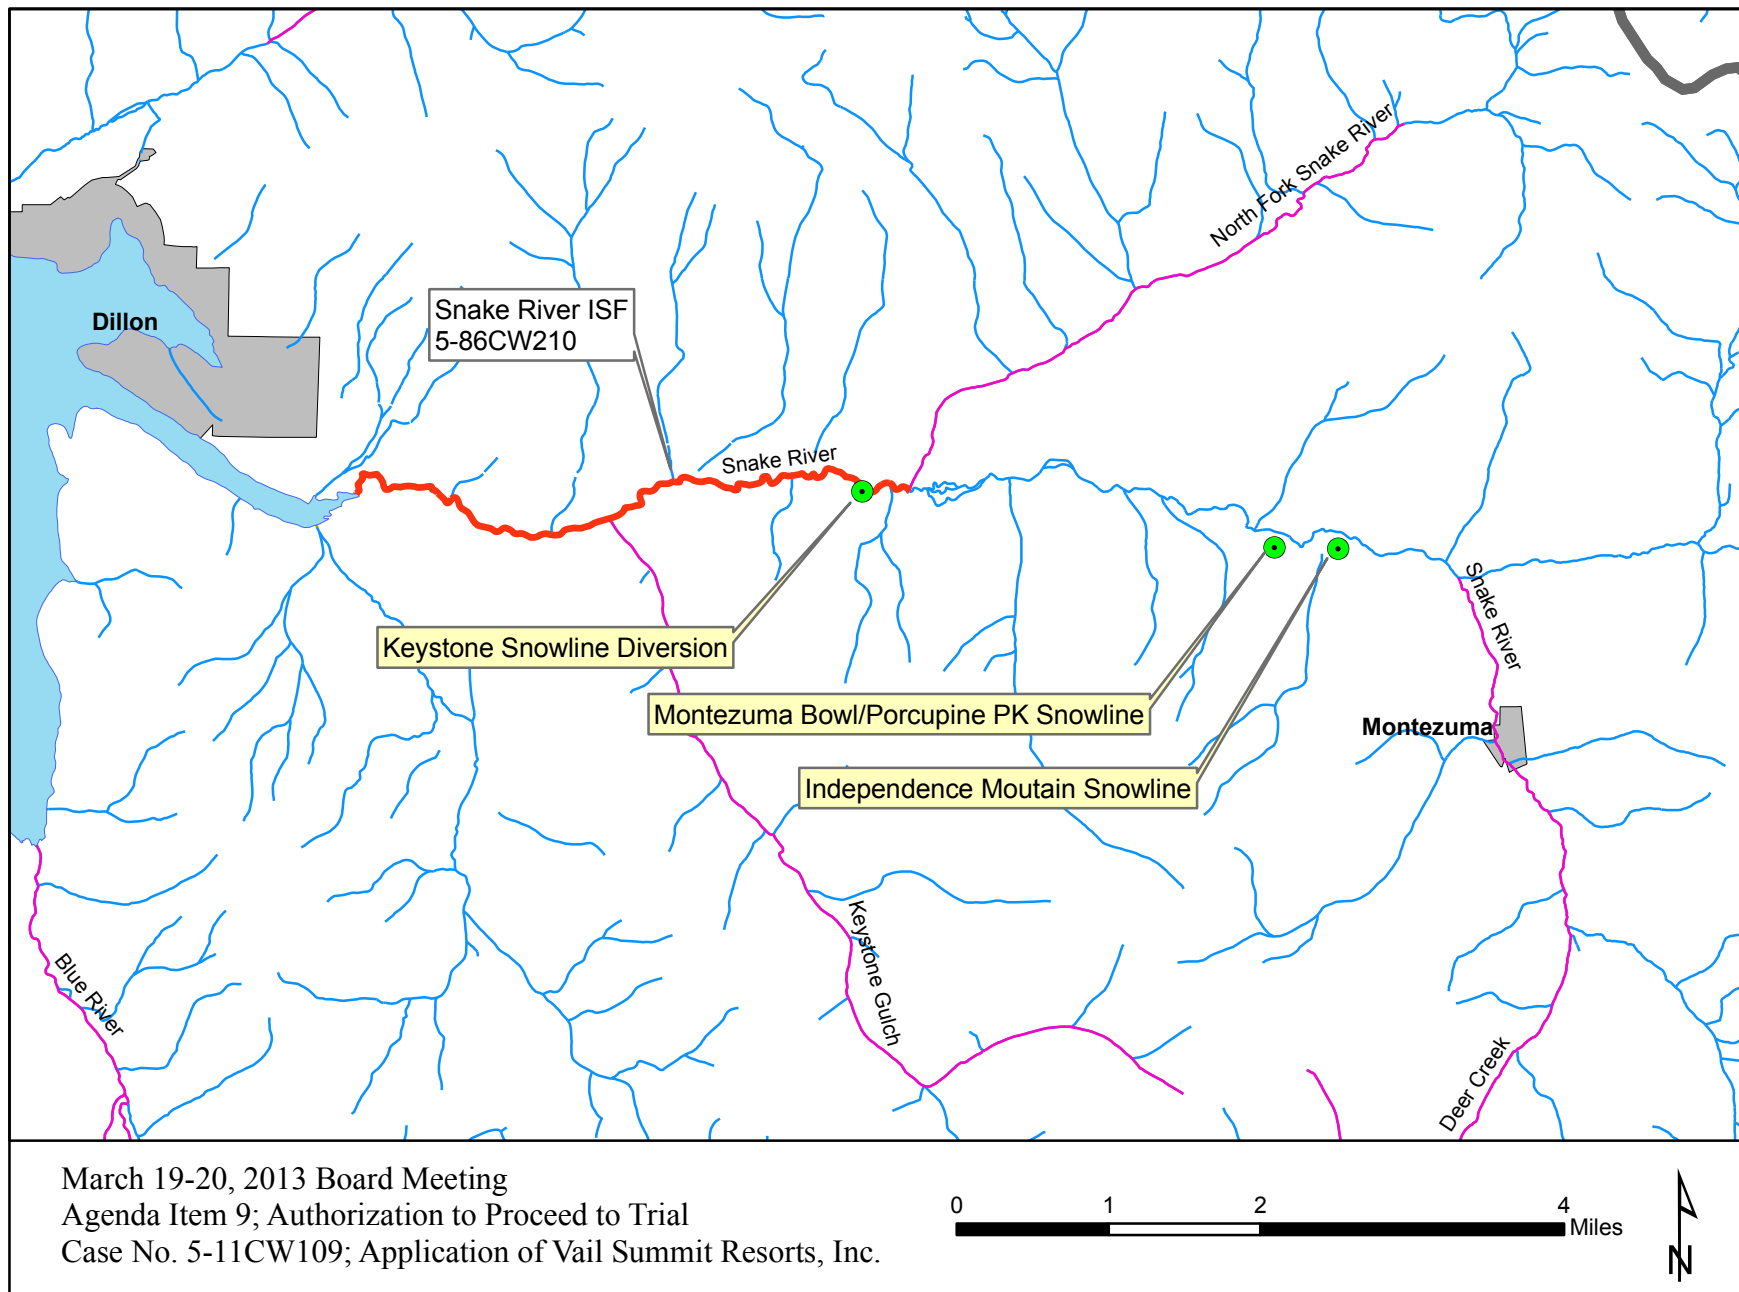 North Fork Snake River
Dillon
Snake River ISF
5-86CW210
Snake River
Keystone Snowline Diversion
Snake River
Montezuma Bowl/Porcupine PK Snowline
Montezuma
Independence Moutain Snowline
Keystone Gulch
Blue River
Deer Creek
March 19-20, 2013 Board Meeting
Agenda Item 9; Authorization to Proceed to Trial
Case No. 5-11CW109; Application of Vail Summit Resorts, Inc.
0 1 2 4
Miles
N